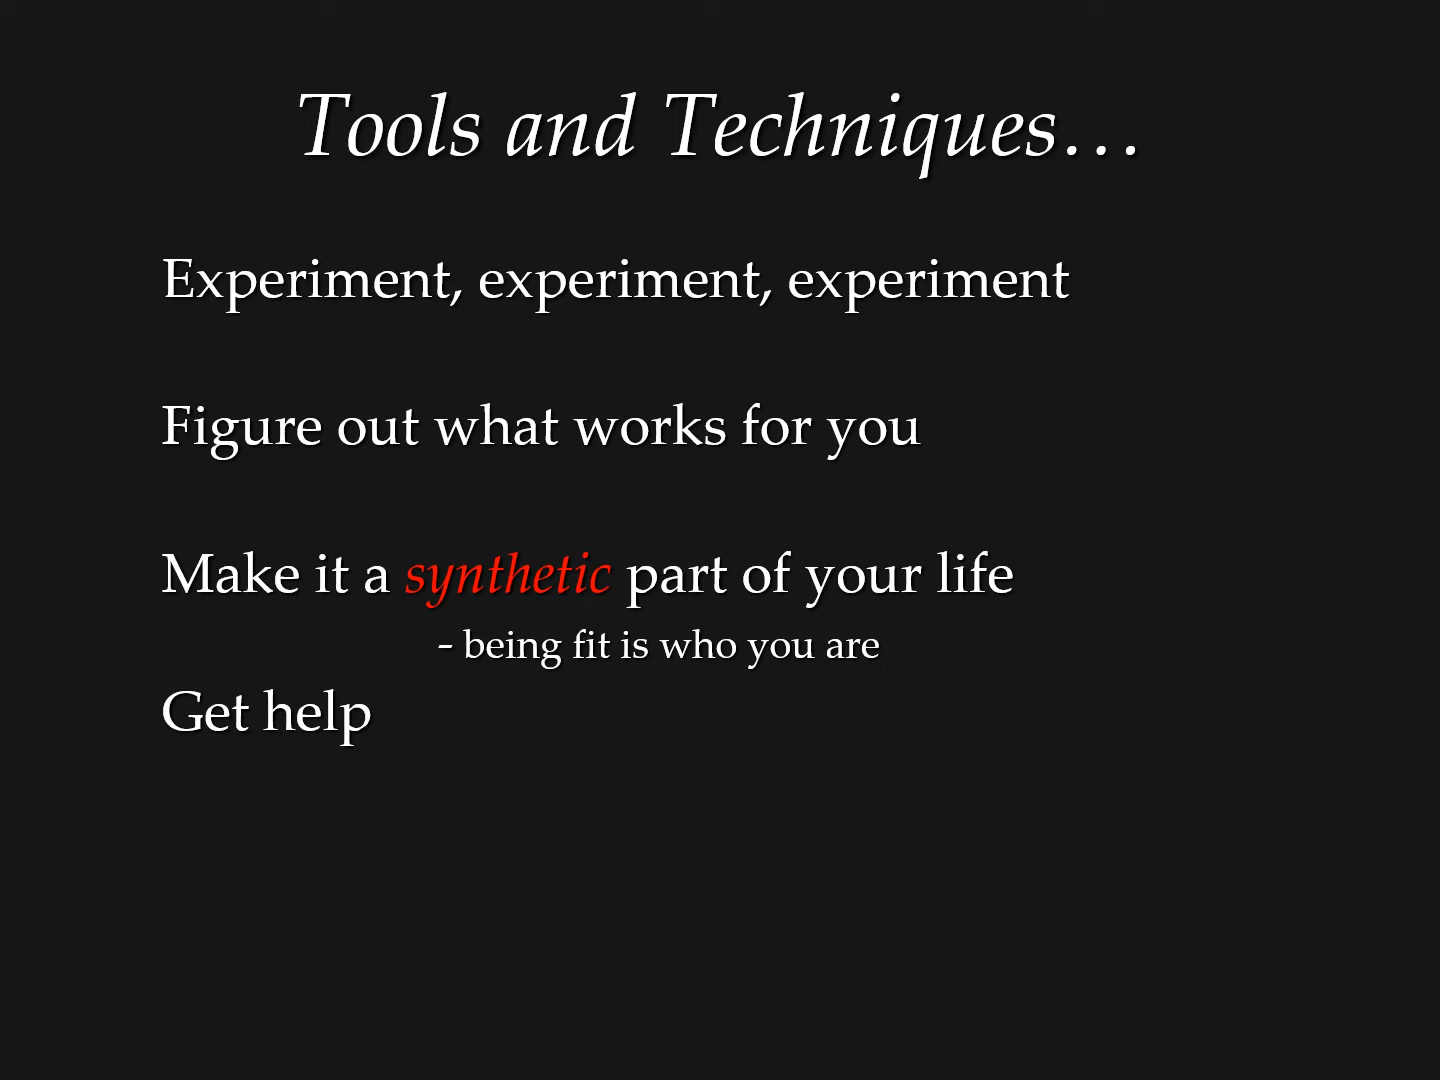 Tools and Techniques…
Experiment, experiment, experiment
Figure out what works for you
Make it a synthetic part of your life
- being fit is who you are
Get help